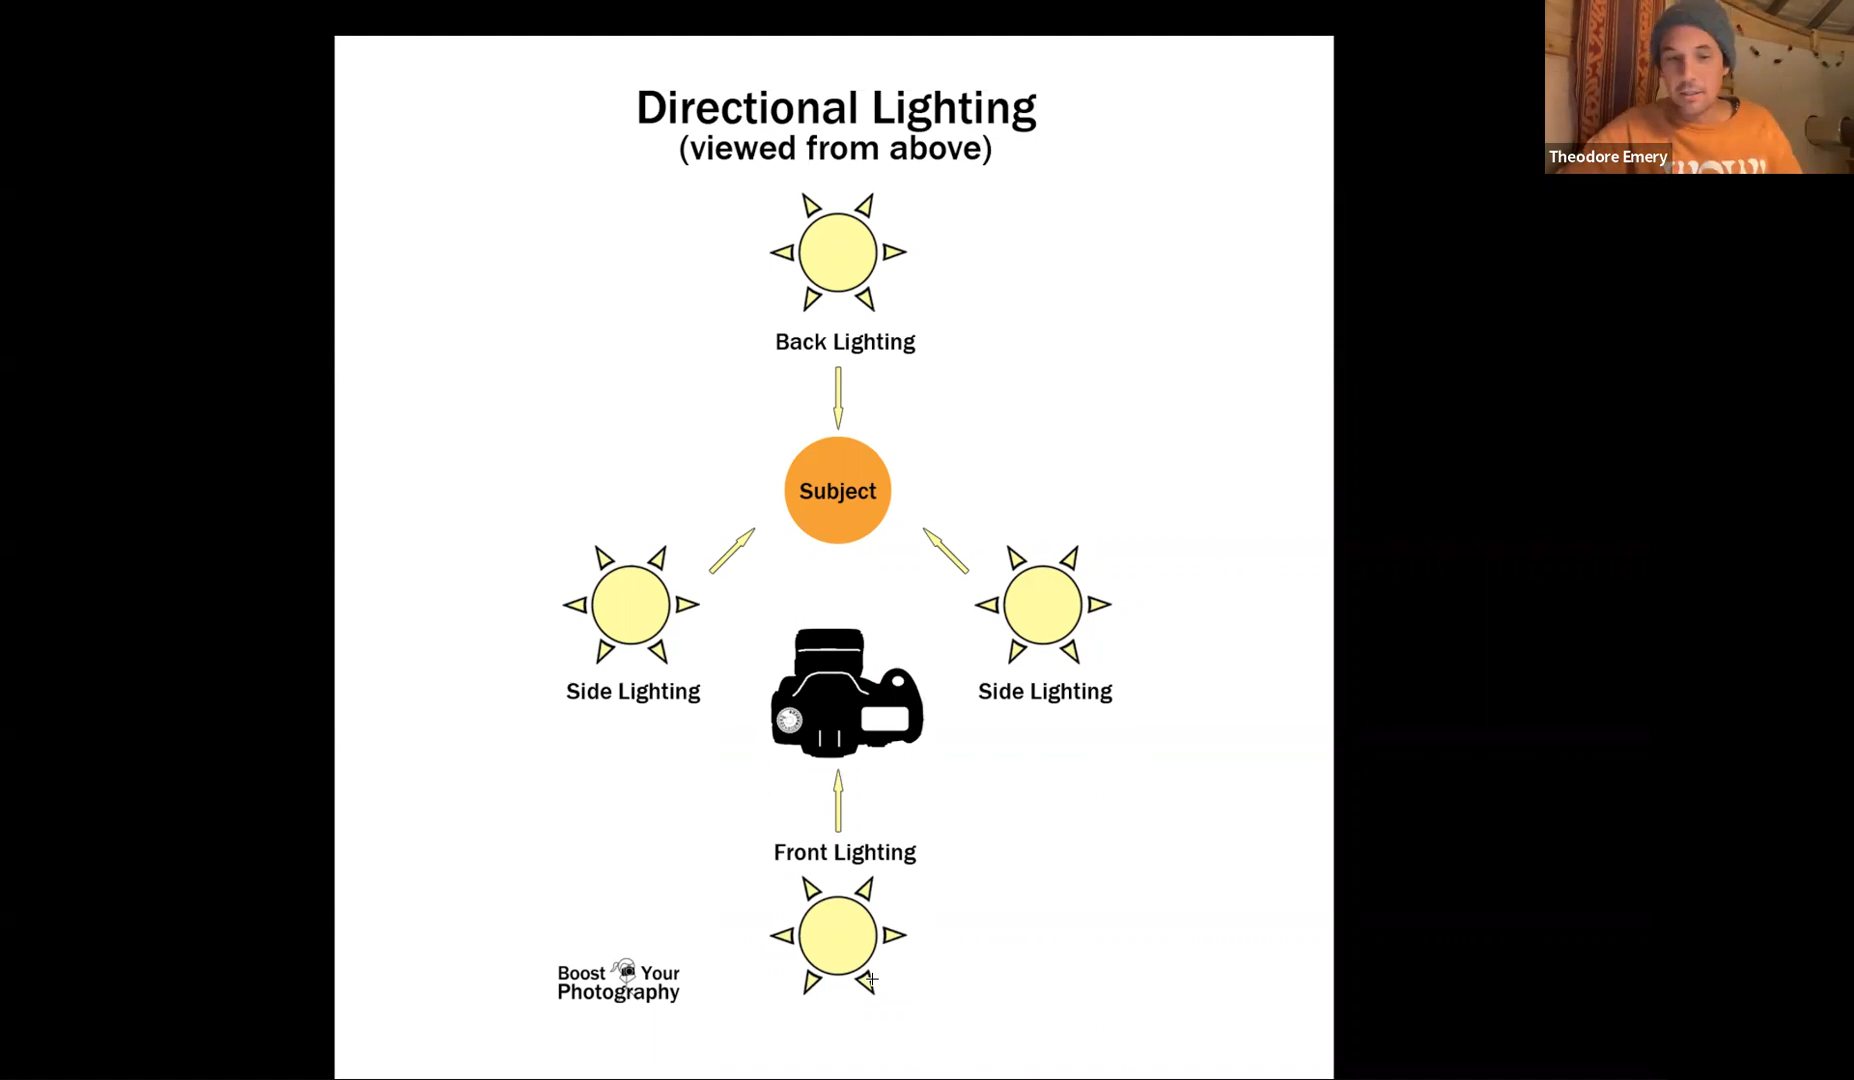 Directional Lighting
(viewed from above)
Theodore Emery
Back Lighting
Subject
Side Lighting
Side Lighting
Front Lighting
Boost Your
Photography